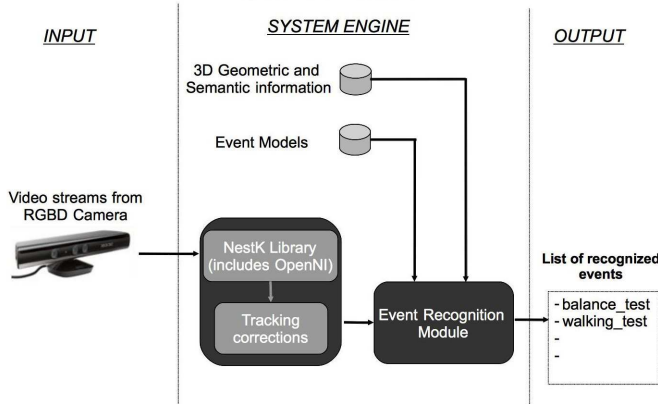 INPUT
SYSTEM ENGINE
OUTPUT
3D Geometric and
Semantic information
Event Models
Video streams from
RGBD Camera
NestK Library
(includes OpenNI)
Tracking
corrections
Event Recognition
Module
List of recognized
events
- balance_test
- walking_test
-
-